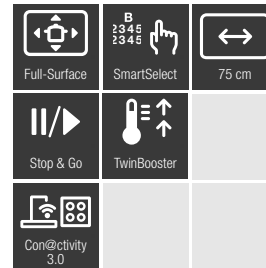 B
2345
2345
Full-Surface
SmartSelect
75 cm
Stop & Go
TwinBooster
Con@ctivity
3.0